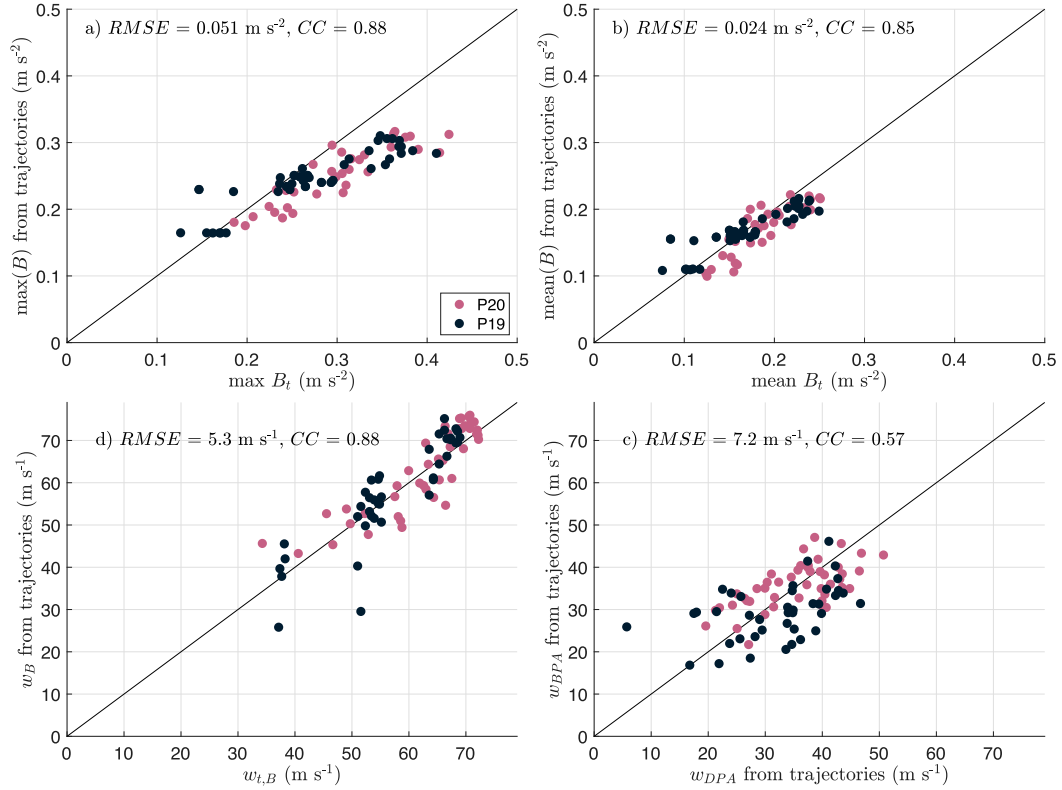 a) RMSE = 0.051 m s⁻², CC = 0.88
max(B) from trajectories (m s⁻²)
0.5
0.4
0.3
0.2
0.1
0
0 0.1 0.2 0.3 0.4 0.5
max Bₜ (m s⁻²)
P20
P19
b) RMSE = 0.024 m s⁻², CC = 0.85
mean(B) from trajectories (m s⁻²)
0.5
0.4
0.3
0.2
0.1
0
0 0.1 0.2 0.3 0.4 0.5
mean Bₜ (m s⁻²)
d) RMSE = 5.3 m s⁻¹, CC = 0.88
w_B from trajectories (m s⁻¹)
70
60
50
40
30
20
10
0
0 10 20 30 40 50 60 70
w_{t,B} (m s⁻¹)
c) RMSE = 7.2 m s⁻¹, CC = 0.57
w_{BPA} from trajectories (m s⁻¹)
70
60
50
40
30
20
10
0
0 10 20 30 40 50 60 70
w_{DPA} from trajectories (m s⁻¹)